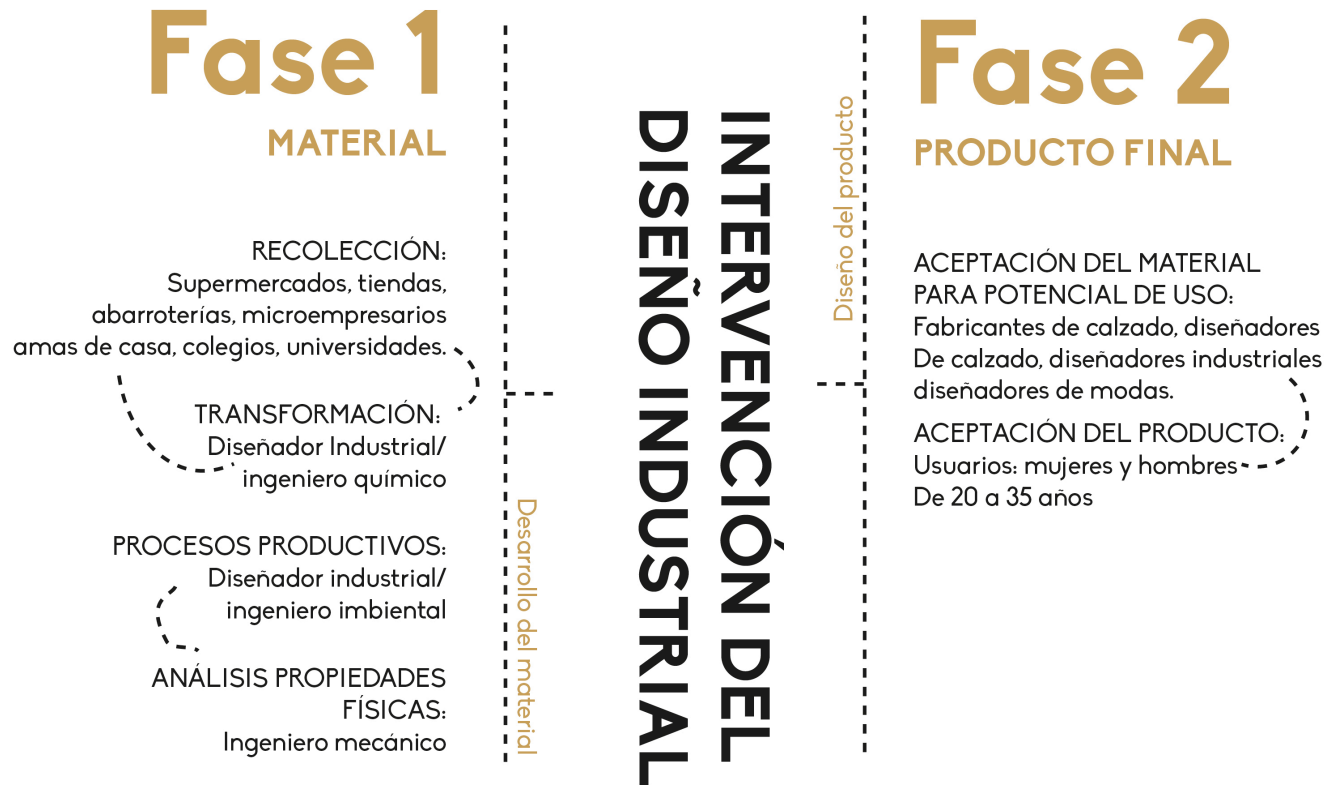 Fase 1
MATERIAL
RECOLECCIÓN:
Supermercados, tiendas,
abarroterías, microempresarios
amas de casa, colegios, universidades.
TRANSFORMACIÓN:
Diseñador Industrial/
ingeniero químico
PROCESOS PRODUCTIVOS:
Diseñador industrial/
ingeniero imbiental
ANÁLISIS PROPIEDADES
FÍSICAS:
Ingeniero mecánico
Desarrollo del material
INTERVENCIÓN DEL
DISEÑO INDUSTRIAL
Diseño del producto
Fase 2
PRODUCTO FINAL
ACEPTACIÓN DEL MATERIAL
PARA POTENCIAL DE USO:
Fabricantes de calzado, diseñadores
De calzado, diseñadores industriales
diseñadores de modas.
ACEPTACIÓN DEL PRODUCTO:
Usuarios: mujeres y hombres
De 20 a 35 años